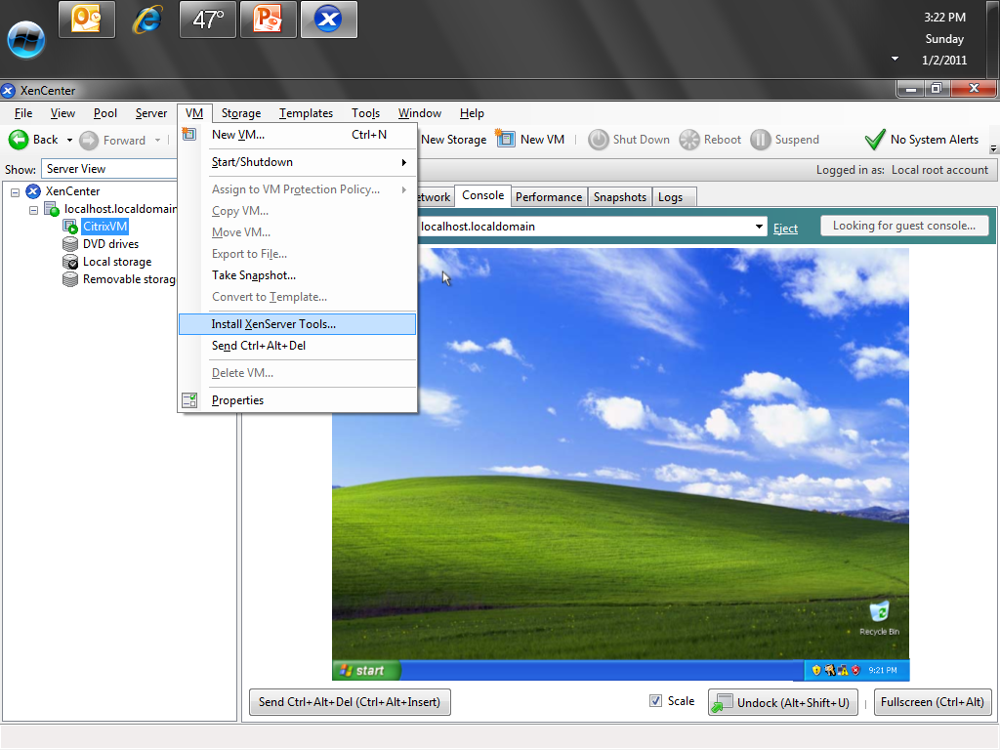 47°
3:22 PM
Sunday
1/2/2011
XenCenter
File View Pool Server VM Storage Templates Tools Window Help
Back Forward New Storage New VM Shut Down Reboot Suspend No System Alerts
Show: Server View
Logged in as: Local root account
New VM... Ctrl+N
Start/Shutdown
Assign to VM Protection Policy...
Copy VM...
Move VM...
Export to File...
Take Snapshot...
Convert to Template...
Install XenServer Tools...
Send Ctrl+Alt+Del
Delete VM...
Properties
XenCenter
localhost.localdomain
CitrixVM
DVD drives
Local storage
Removable storag
etwork Console Performance Snapshots Logs
localhost.localdomain Eject Looking for guest console...
Recycle Bin
start 9:21 PM
Send Ctrl+Alt+Del (Ctrl+Alt+Insert) Scale Undock (Alt+Shift+U) Fullscreen (Ctrl+Alt)